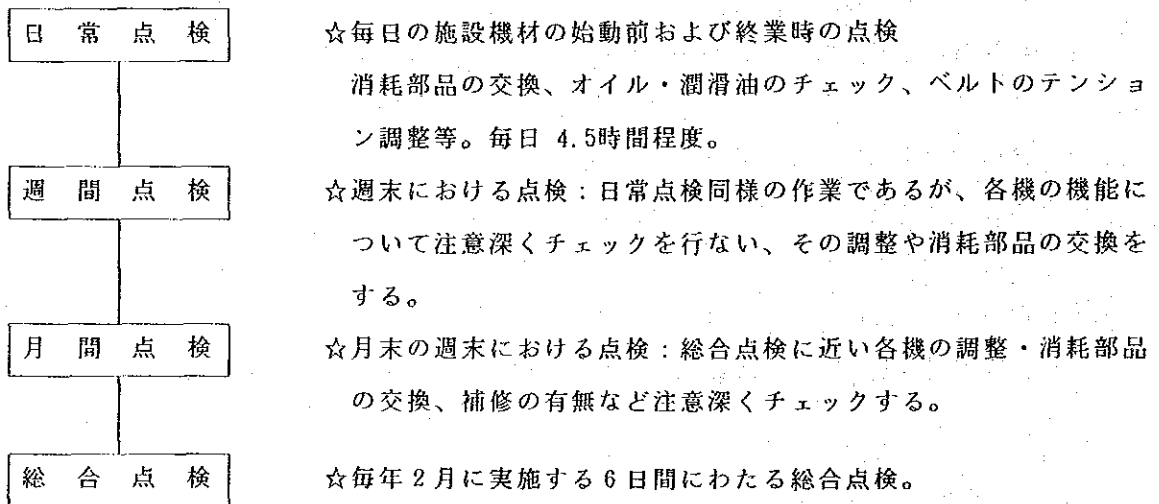 日常点検
☆毎日の施設機材の始動前および終業時の点検
消耗部品の交換、オイル・潤滑油のチェック、ベルトのテンショ
ン調整等。毎日 4.5時間程度。
週間点検
☆週末における点検：日常点検同様の作業であるが、各機の機能に
ついて注意深くチェックを行ない、その調整や消耗部品の交換を
する。
月間点検
☆月末の週末における点検：総合点検に近い各機の調整・消耗部品
の交換、補修の有無など注意深くチェックする。
総合点検
☆毎年２月に実施する６日間にわたる総合点検。